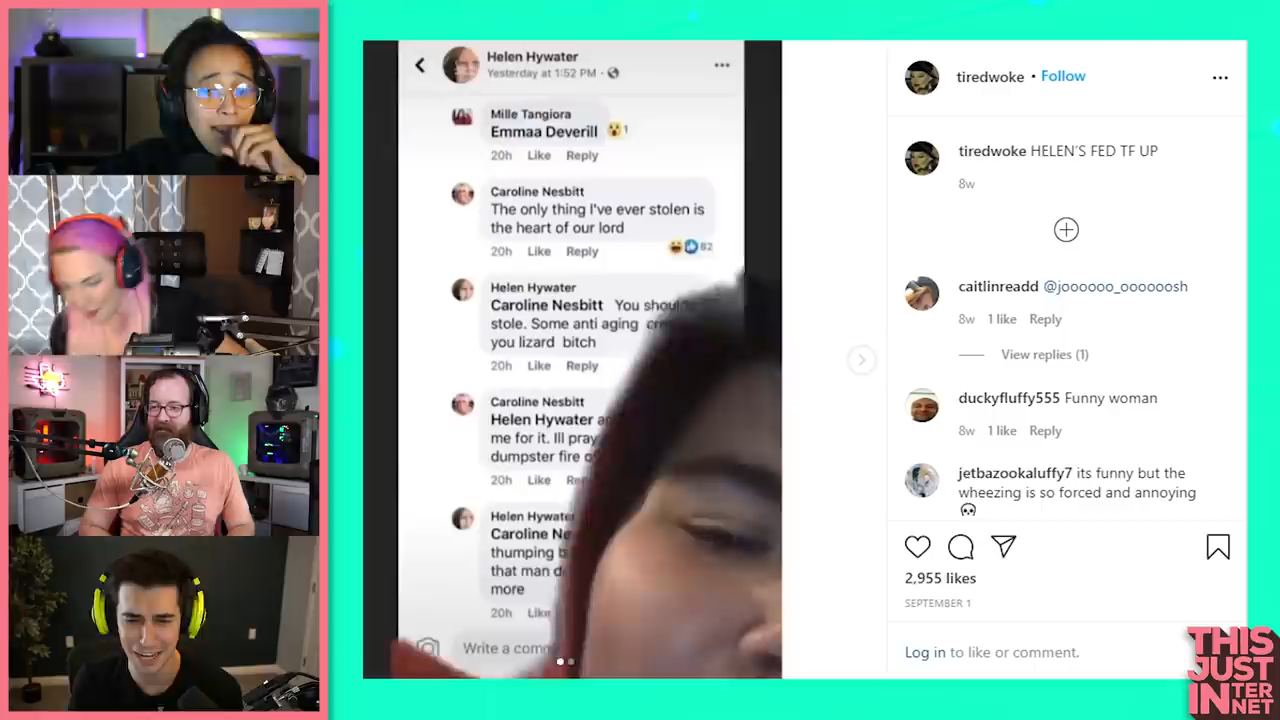 Helen Hywater
Yesterday at 1:52 PM ·
Mille Tangiora
Emmaa Deverill
1
20h Like Reply
Caroline Nesbitt
The only thing I've ever stolen is
the heart of our lord
82
20h Like Reply
Helen Hywater
Caroline Nesbitt You
stole. Some anti aging
you lizard bitch
20h Like Reply
Caroline Nesbitt
Helen Hywater
me for it. Ill pray
dumpster fire
20h Like
Helen Hywater
Caroline
thumping
that man
more
20h Like
Write a
tiredwoke • Follow
tiredwoke HELEN'S FED TF UP
8w
caitlinreadd @joooooo_oooooosh
8w 1 like Reply
View replies (1)
duckyfluffy555 Funny woman
8w 1 like Reply
jetbazookaluffy7 its funny but the
wheezing is so forced and annoying
💀
2,955 likes
SEPTEMBER 1
Log in to like or comment.
THIS
JUST
INTER
NET